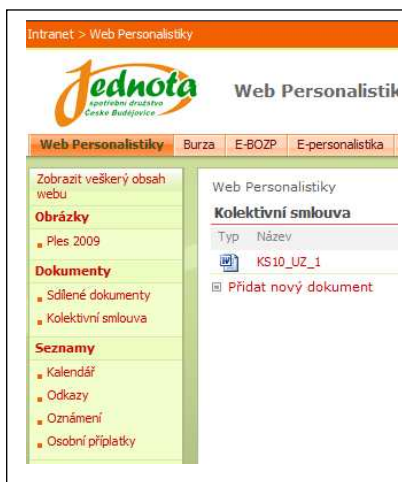 Intranet > Web Personalistiky
Jednota
spotřební družstvo
České Budějovice
Web Personalistik
Web Personalistiky
Burza
E-BOZP
E-personalistika
Zobrazit veškerý obsah
webu
Obrázky
Ples 2009
Dokumenty
Sdílené dokumenty
Kolektivní smlouva
Seznamy
Kalendář
Odkazy
Oznámení
Osobní příplatky
Web Personalistiky
Kolektivní smlouva
Typ Název
KS10_UZ_1
Přidat nový dokument